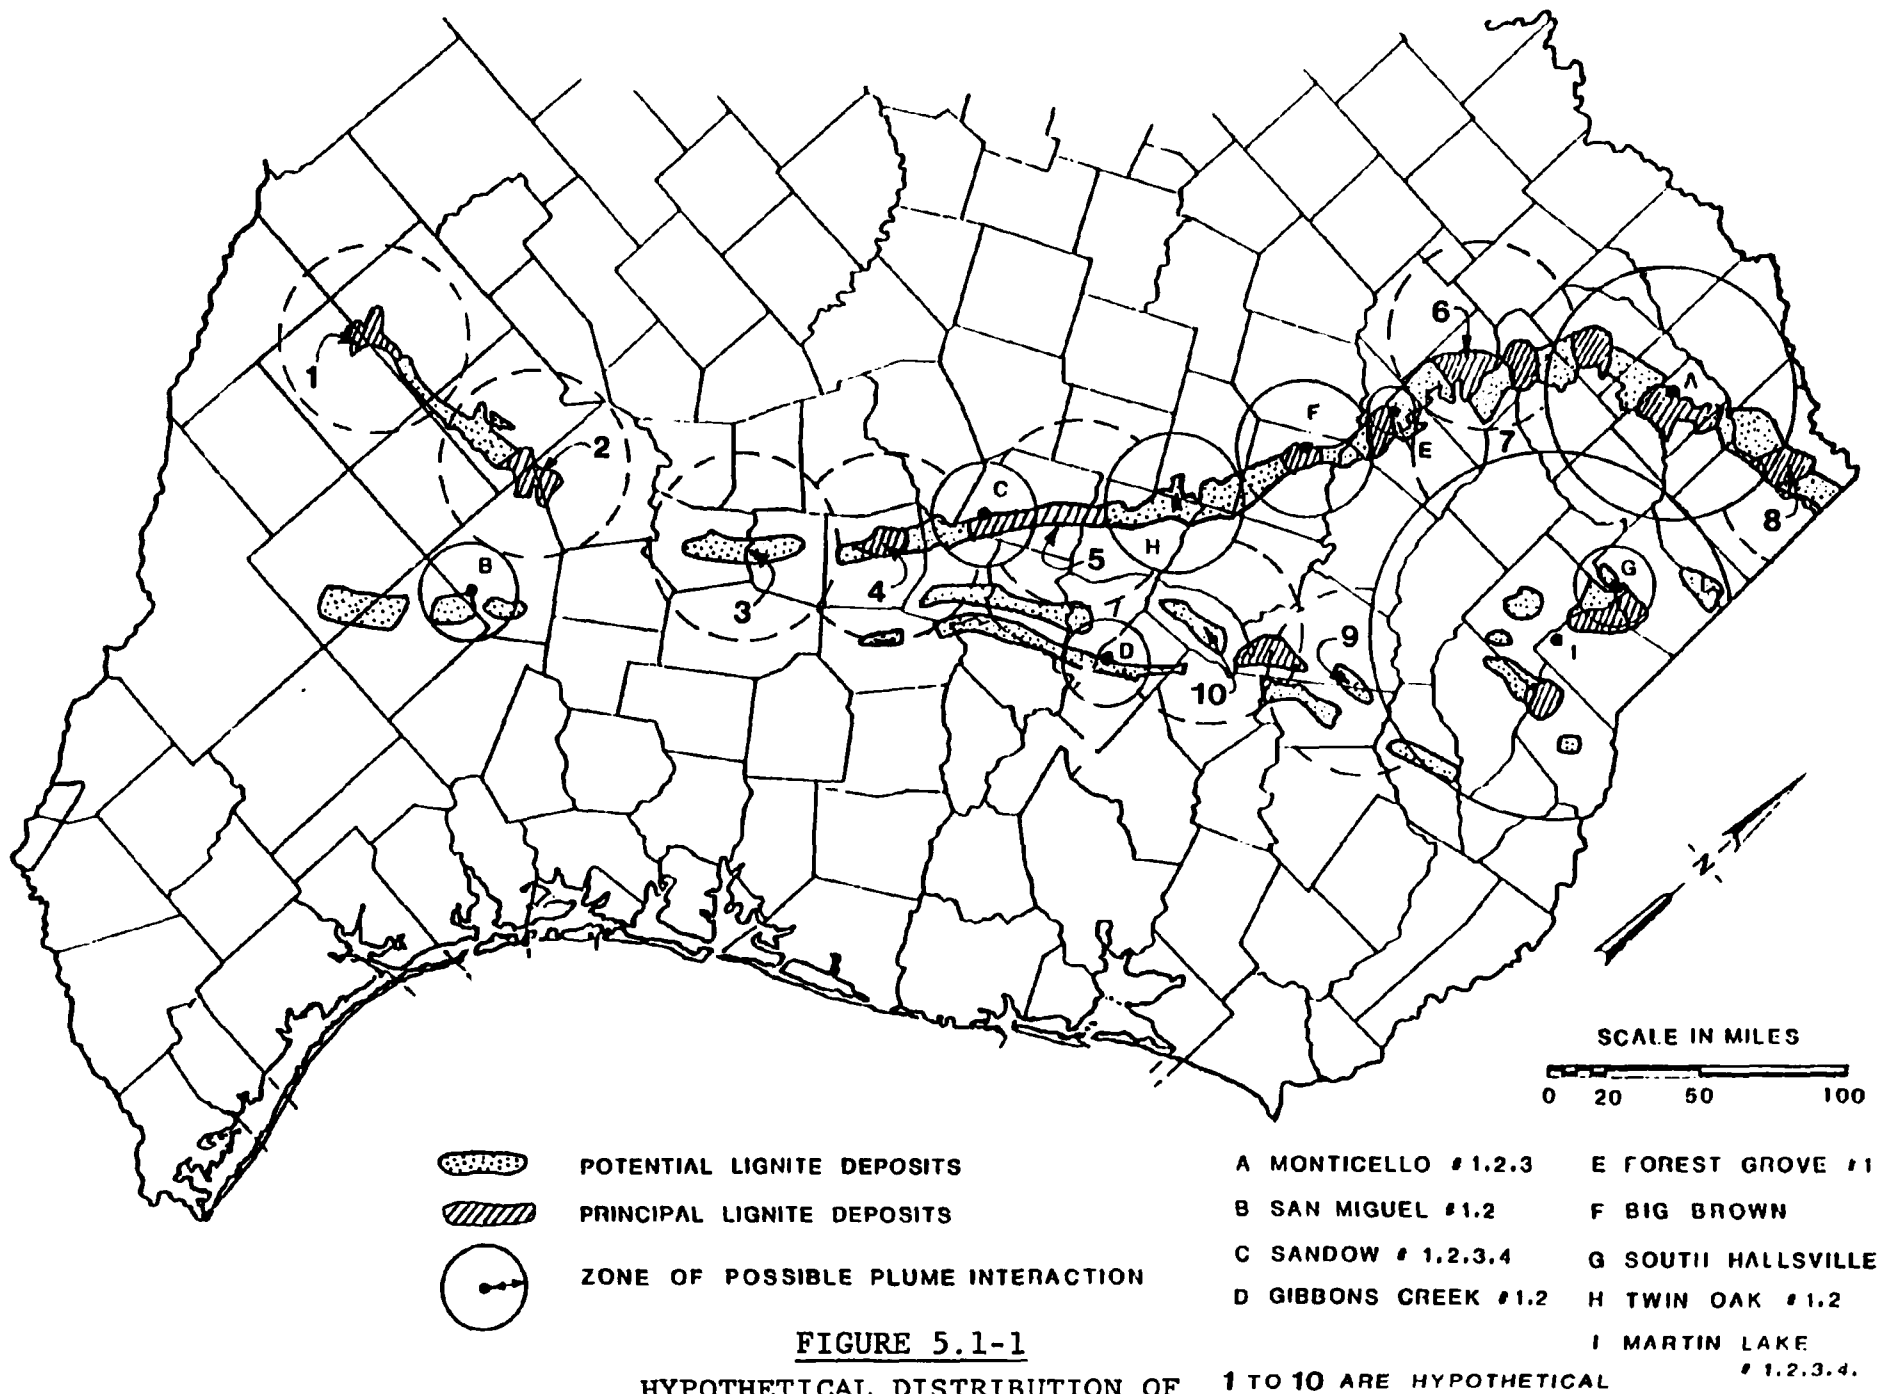 1
2
3
4
5
6
7
8
9
10
A
B
C
D
E
F
G
H
I
N
SCALE IN MILES
0 20 50 100
POTENTIAL LIGNITE DEPOSITS
PRINCIPAL LIGNITE DEPOSITS
ZONE OF POSSIBLE PLUME INTERACTION
A MONTICELLO #1,2,3
B SAN MIGUEL #1.2
C SANDOW # 1,2,3,4
D GIBBONS CREEK #1.2
E FOREST GROVE #1
F BIG BROWN
G SOUTH HALLSVILLE
H TWIN OAK #1.2
I MARTIN LAKE
# 1,2,3,4.
FIGURE 5.1-1
HYPOTHETICAL DISTRIBUTION OF
1 TO 10 ARE HYPOTHETICAL